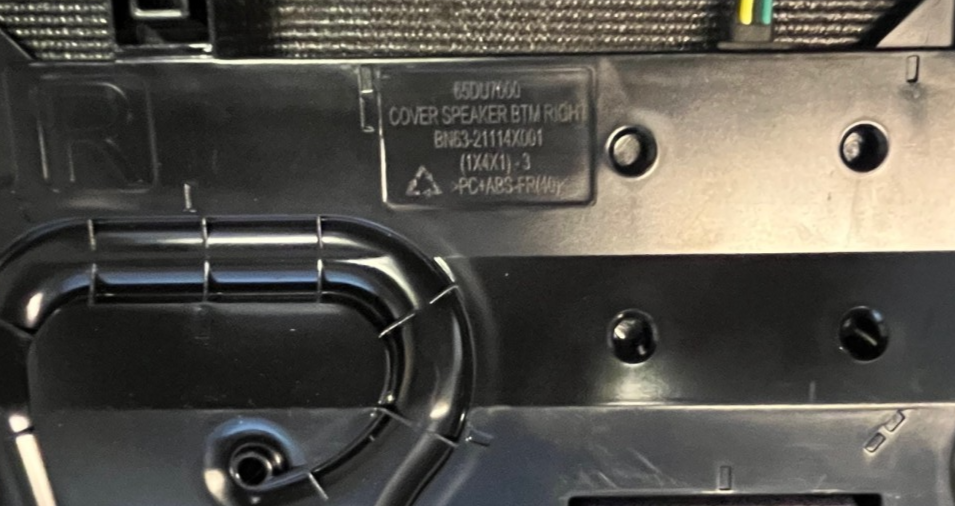 R
65DU7000
COVER SPEAKER BTM RIGHT
BN63-21114X001
(1X4X1) - 3
>PC+ABS-FR(40)<